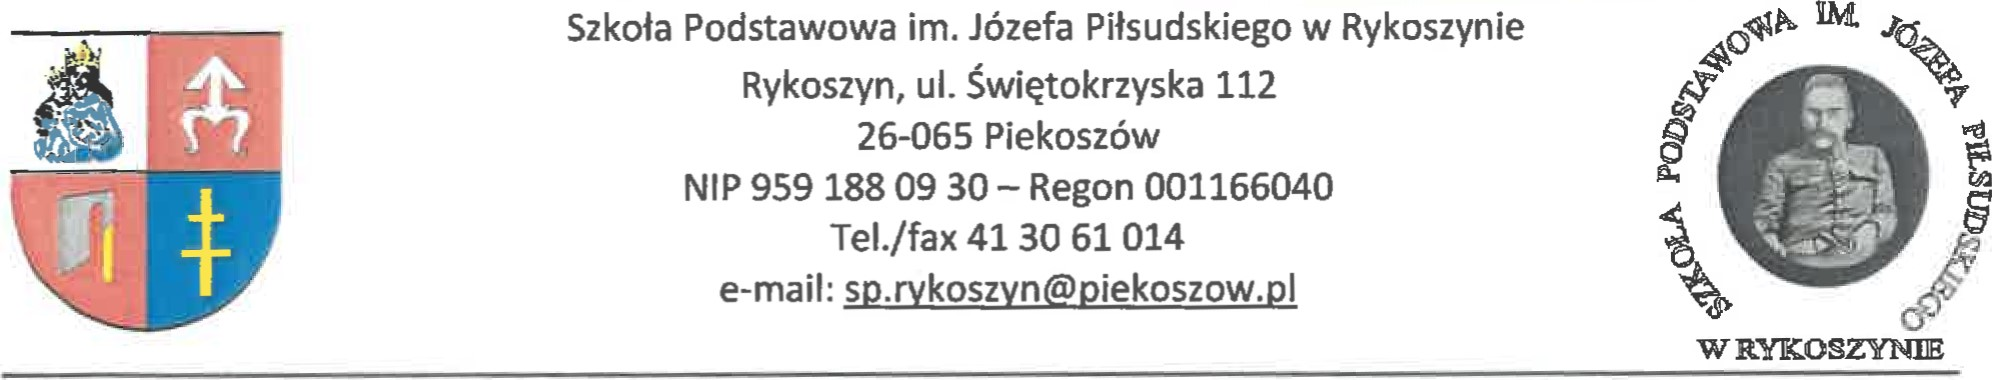 Szkoła Podstawowa im. Józefa Piłsudskiego w Rykoszynie
Rykoszyn, ul. Świętokrzyska 112
26-065 Piekoszów
NIP 959 188 09 30 – Regon 001166040
Tel./fax 41 30 61 014
e-mail: sp.rykoszyn@piekoszow.pl
SZKOŁA PODSTAWOWA IM. JÓZEFA PIŁSUDSKIEGO
W RYKOSZYNIE